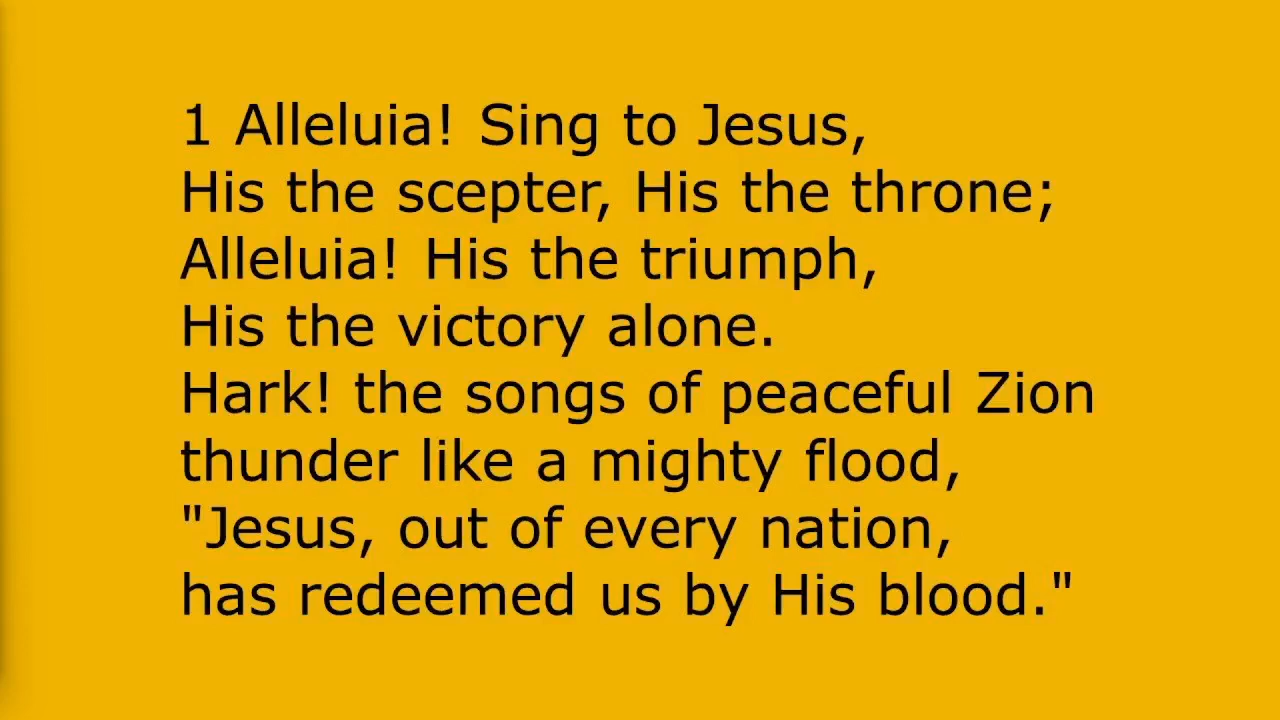 1 Alleluia! Sing to Jesus,
His the scepter, His the throne;
Alleluia! His the triumph,
His the victory alone.
Hark! the songs of peaceful Zion
thunder like a mighty flood,
"Jesus, out of every nation,
has redeemed us by His blood."